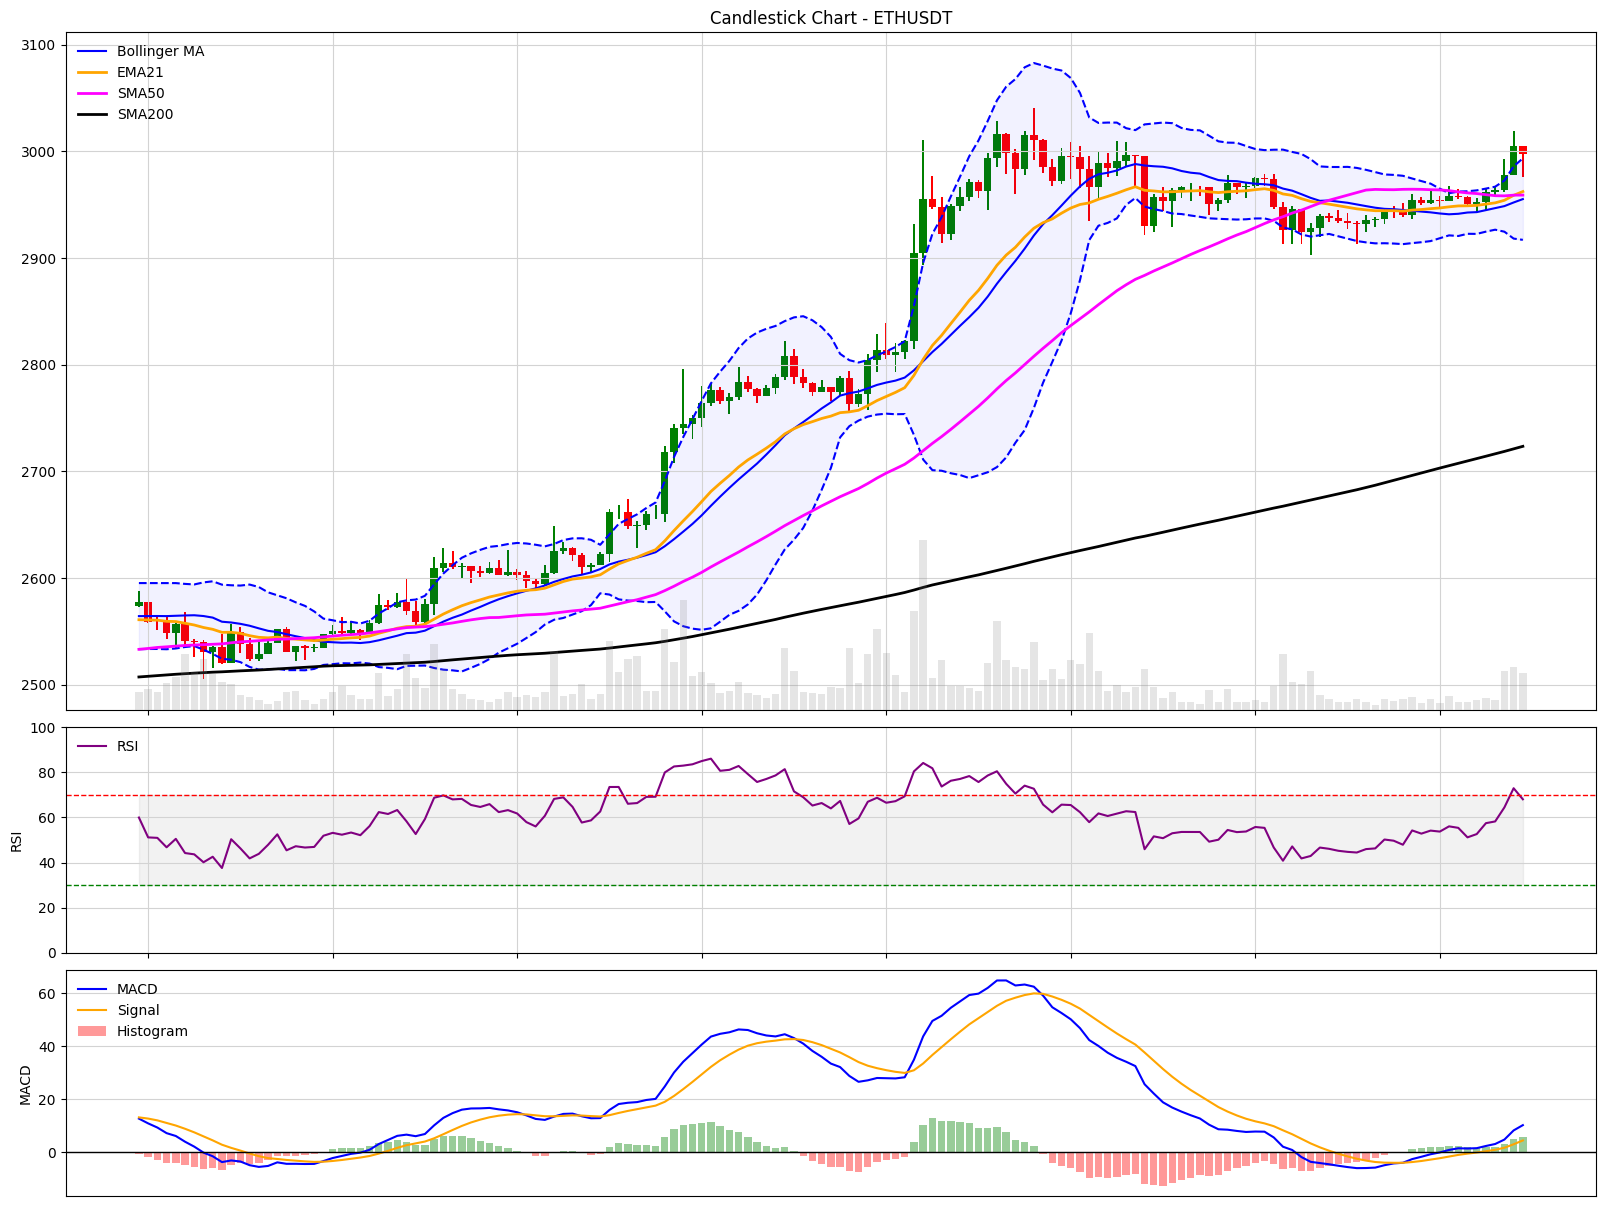 Candlestick Chart - ETHUSDT
Bollinger MA
EMA21
SMA50
SMA200
3100
3000
2900
2800
2700
2600
2500
RSI
RSI
100
80
60
40
20
0
MACD
Signal
Histogram
MACD
60
40
20
0